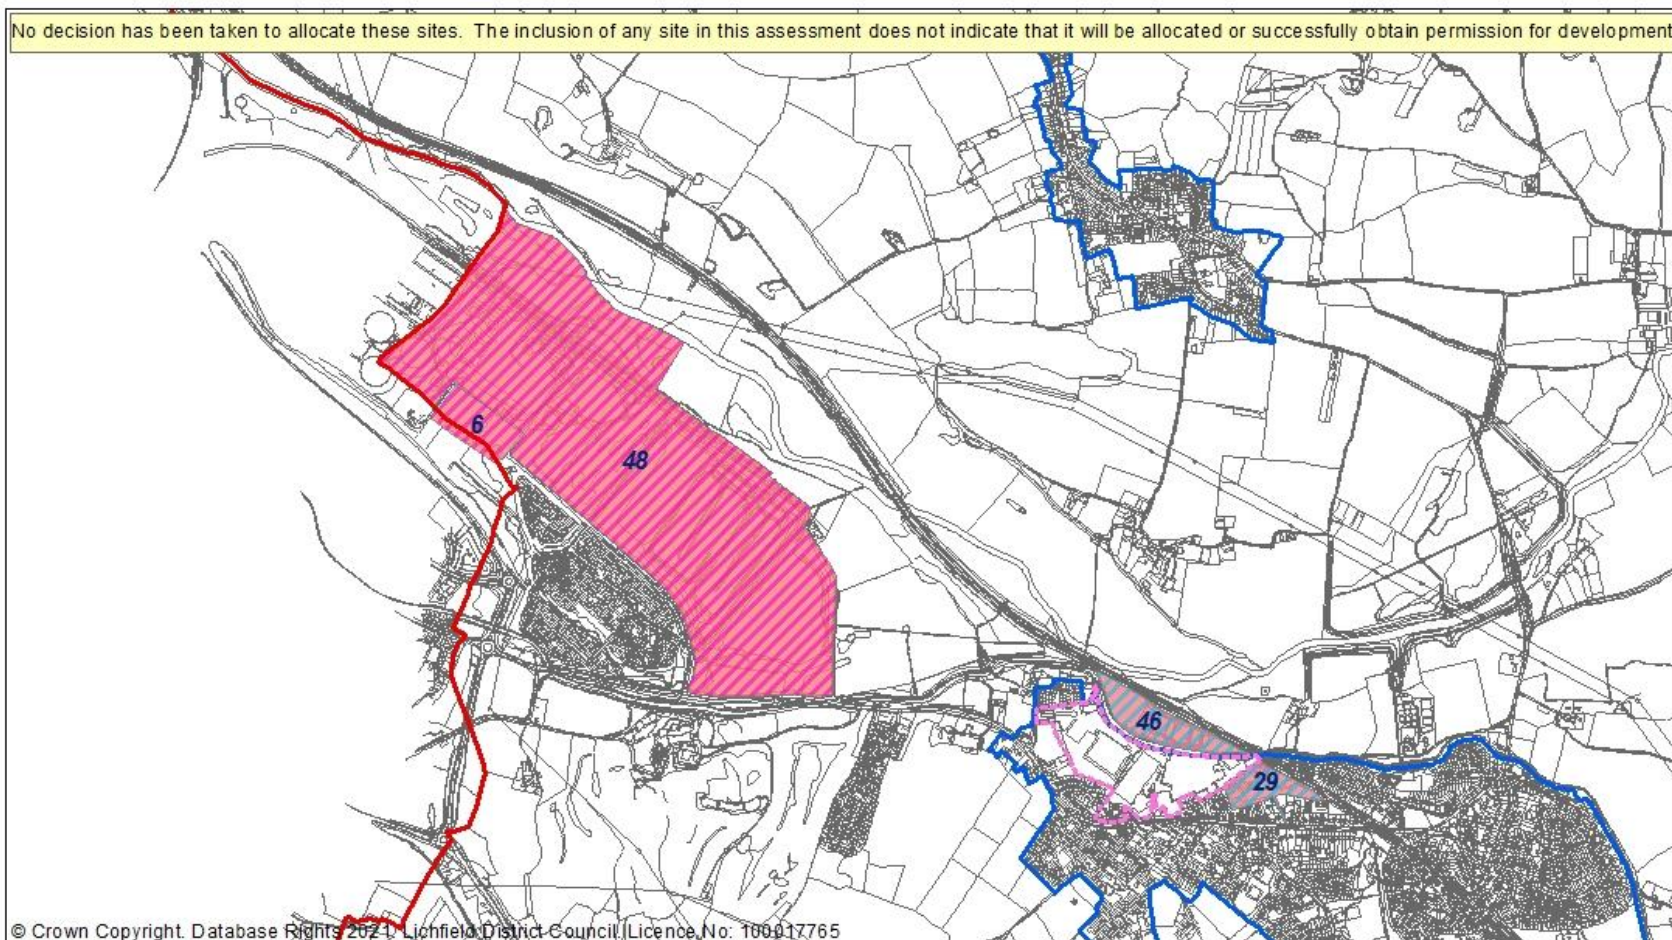 No decision has been taken to allocate these sites. The inclusion of any site in this assessment does not indicate that it will be allocated or successfully obtain permission for development
6
48
46
29
© Crown Copyright. Database Rights 2021. Lichfield District Council Licence No: 100017765